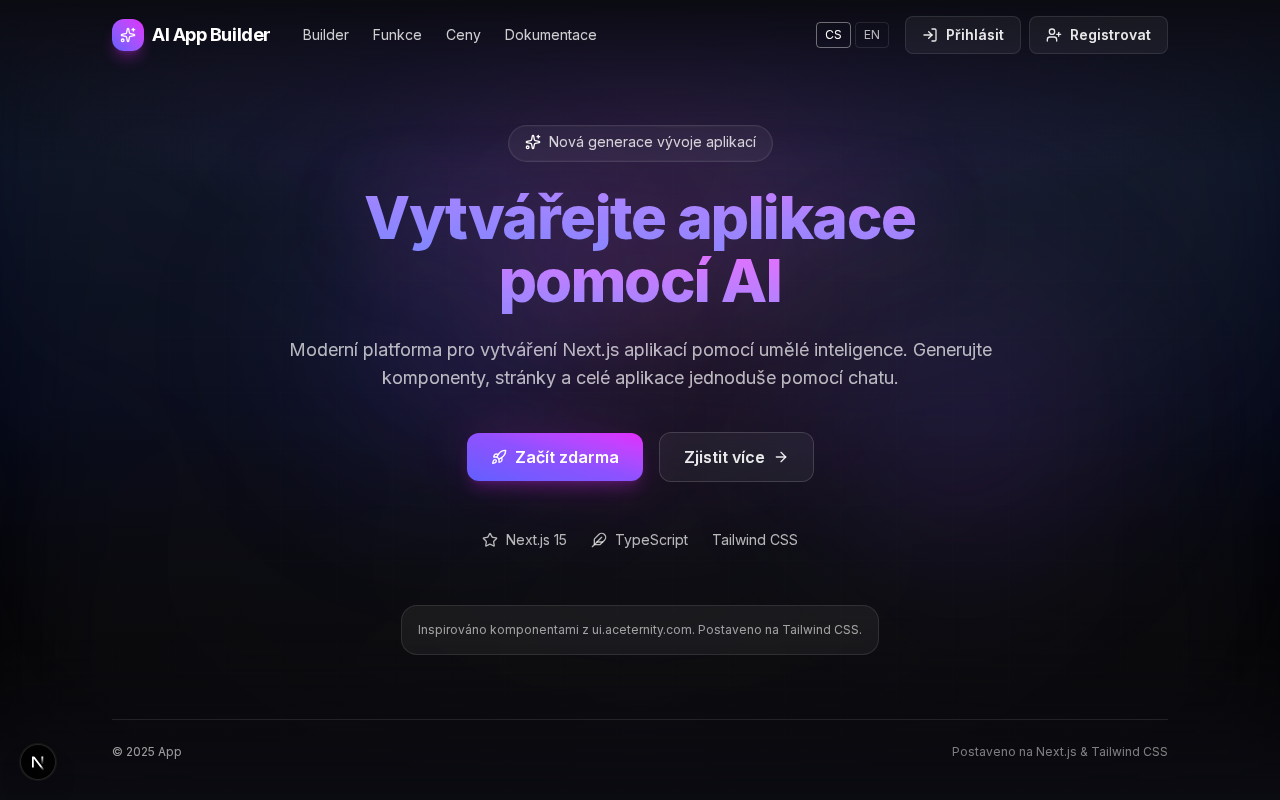 AI App Builder
Builder
Funkce
Ceny
Dokumentace
CS
EN
Přihlásit
Registrovat
Nová generace vývoje aplikací
Vytvářejte aplikace
pomocí AI
Moderní platforma pro vytváření Next.js aplikací pomocí umělé inteligence. Generujte
komponenty, stránky a celé aplikace jednoduše pomocí chatu.
Začít zdarma
Zjistit více
Next.js 15
TypeScript
Tailwind CSS
Inspirováno komponentami z ui.aceternity.com. Postaveno na Tailwind CSS.
© 2025 App
Postaveno na Next.js & Tailwind CSS
N